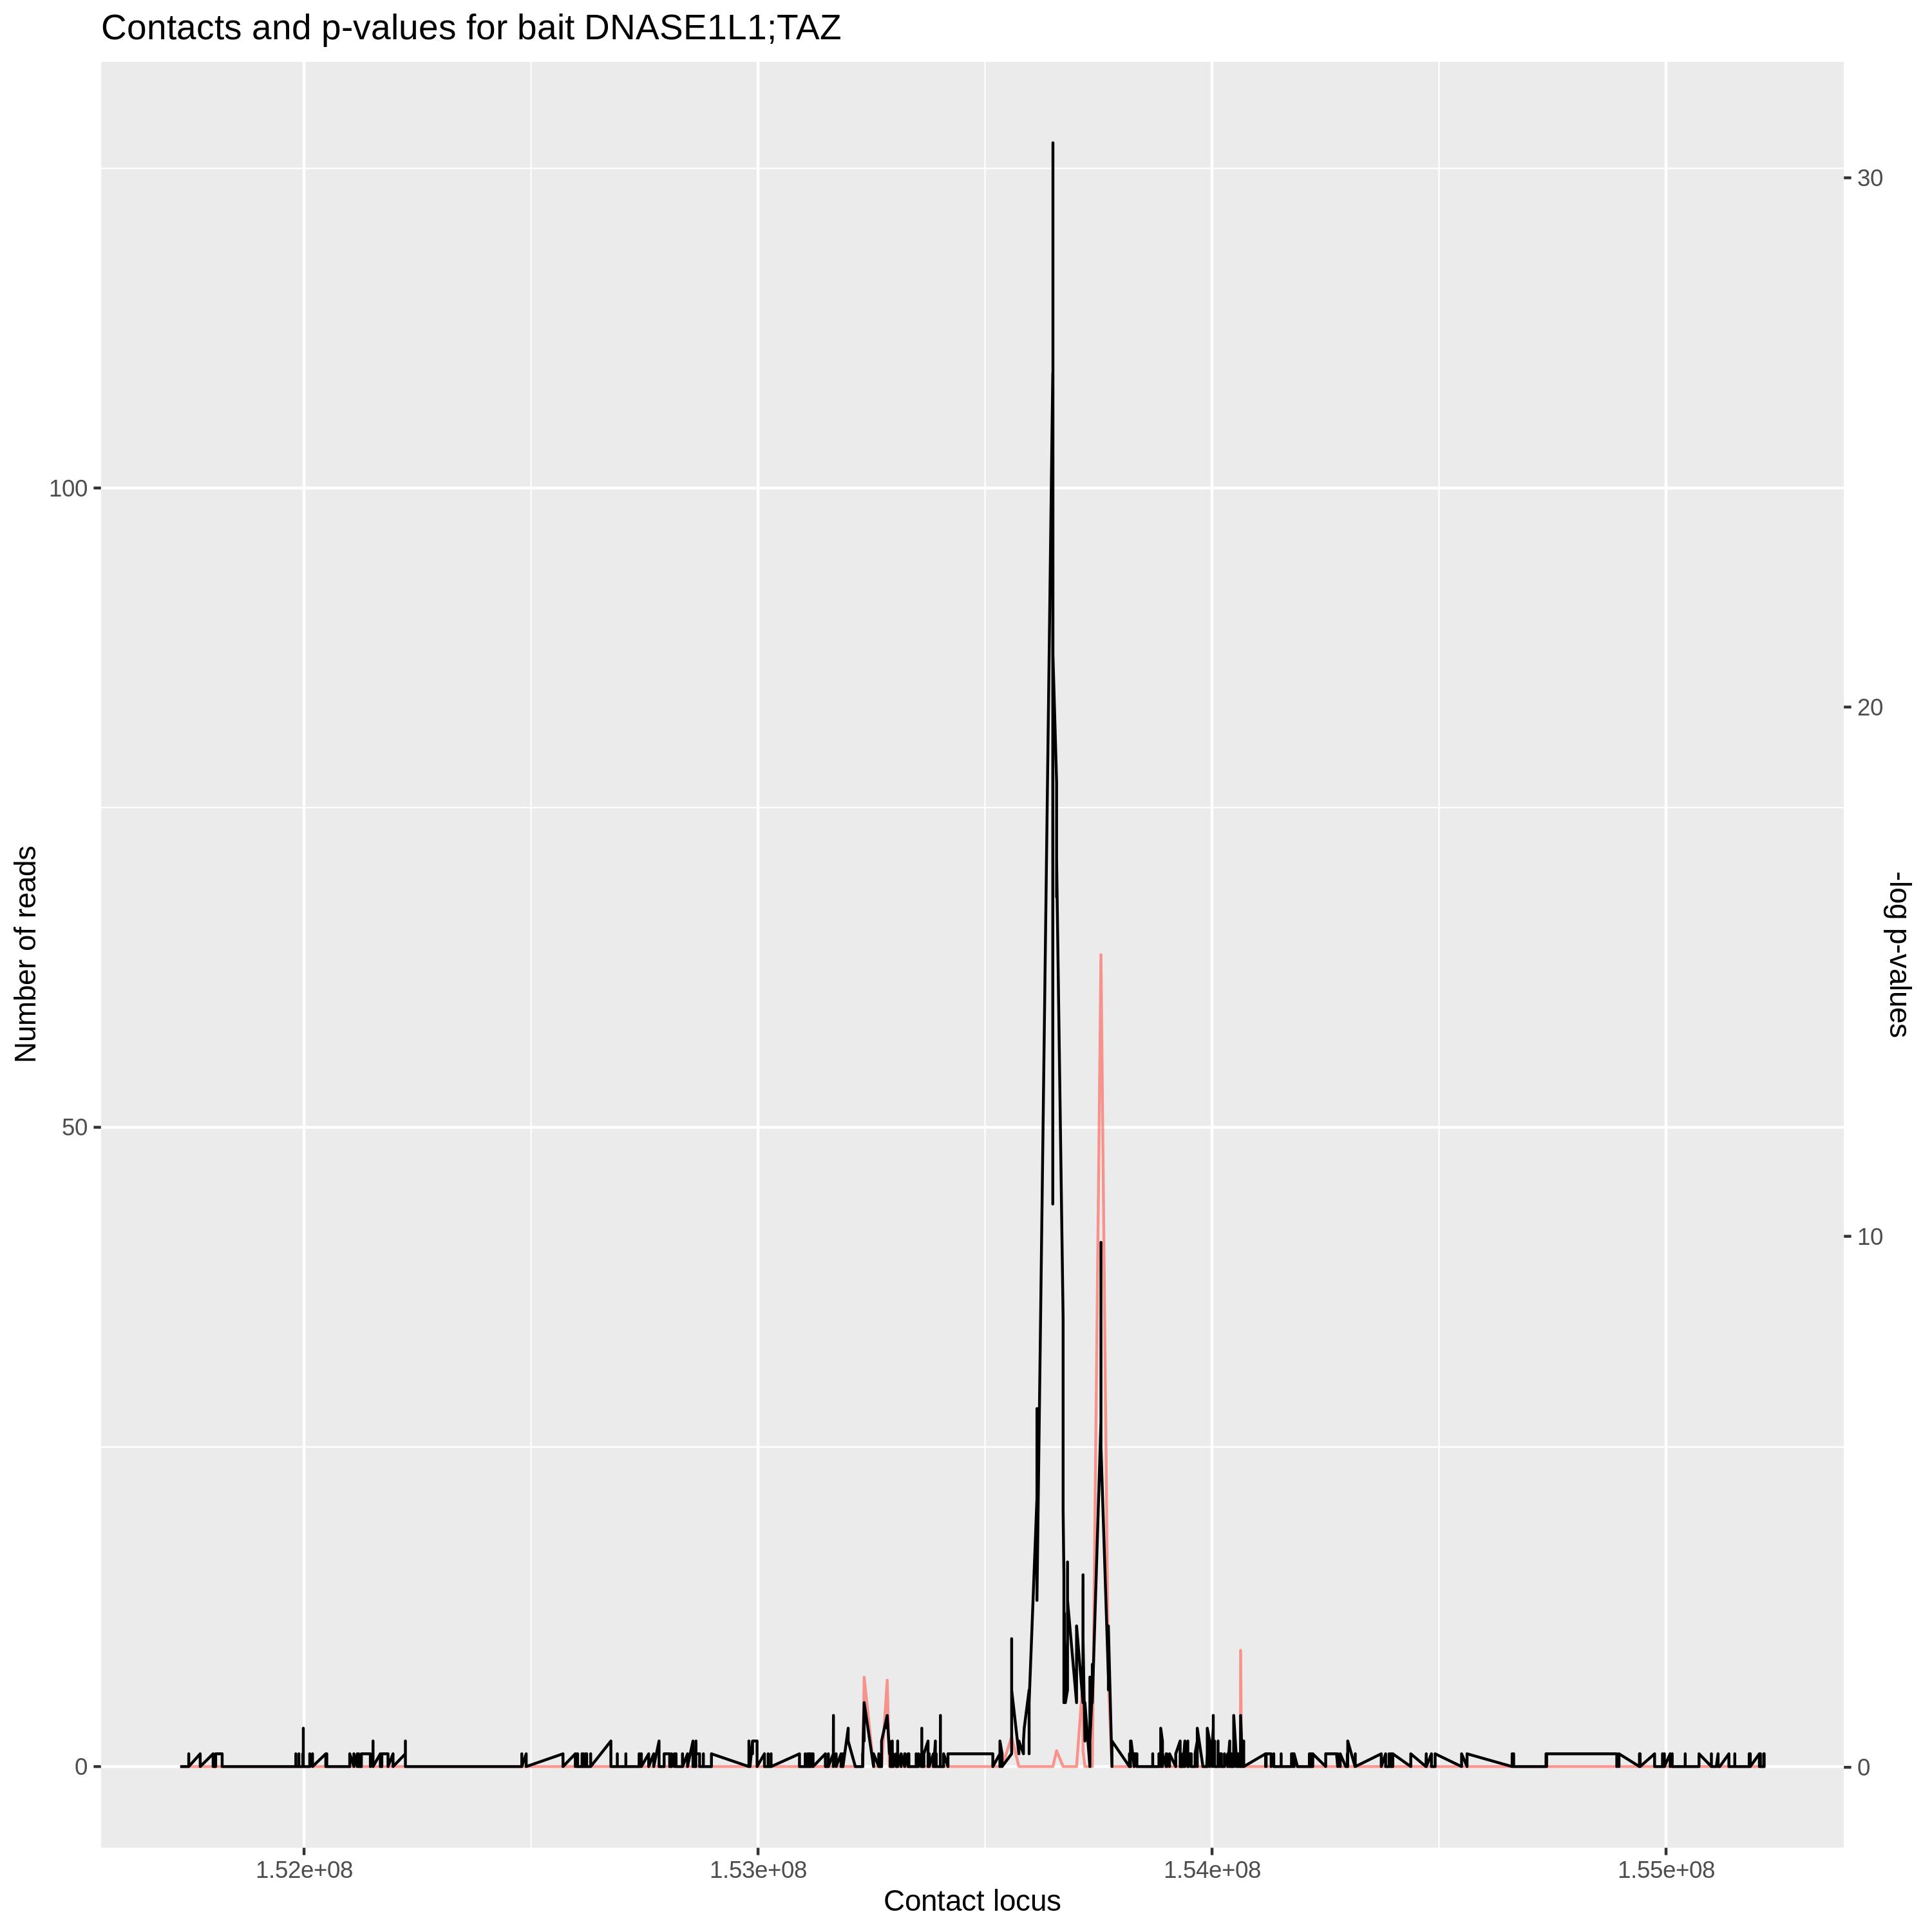 Contacts and p-values for bait DNASE1L1;TAZ
Number of reads
100
50
0
30
20
10
0
-log p-values
1.52e+08
1.53e+08
1.54e+08
1.55e+08
Contact locus